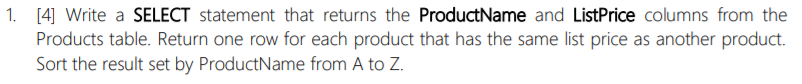 1. [4] Write a SELECT statement that returns the ProductName and ListPrice columns from the
Products table. Return one row for each product that has the same list price as another product.
Sort the result set by ProductName from A to Z.